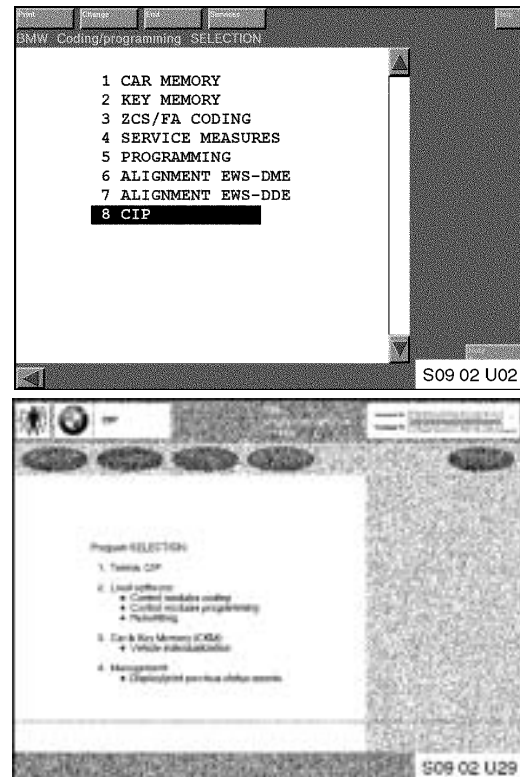 Print Change End Services Help
BMW Coding/programming SELECTION
1 CAR MEMORY
2 KEY MEMORY
3 ZCS/FA CODING
4 SERVICE MEASURES
5 PROGRAMMING
6 ALIGNMENT EWS-DME
7 ALIGNMENT EWS-DDE
8 CIP
S09 02 U02
CIP
Program SELECTION:
2. Load software
Control modules coding
Control modules programming
Retrofitting
3. Car & Key Memory (CKM)
Vehicle individualization
4. Management
Display/print previous status events
S09 02 U29